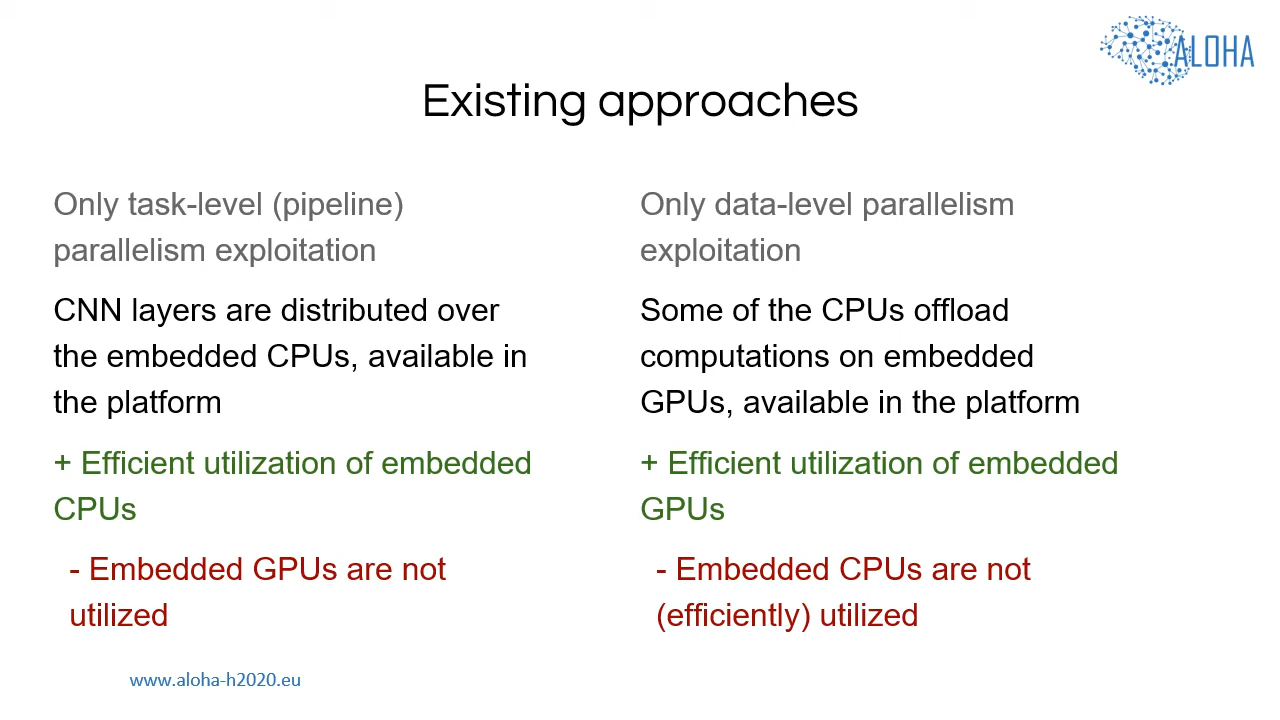 ALOHA
Existing approaches
Only task-level (pipeline)
parallelism exploitation
CNN layers are distributed over
the embedded CPUs, available in
the platform
+ Efficient utilization of embedded
CPUs
- Embedded GPUs are not
utilized
Only data-level parallelism
exploitation
Some of the CPUs offload
computations on embedded
GPUs, available in the platform
+ Efficient utilization of embedded
GPUs
- Embedded CPUs are not
(efficiently) utilized
www.aloha-h2020.eu